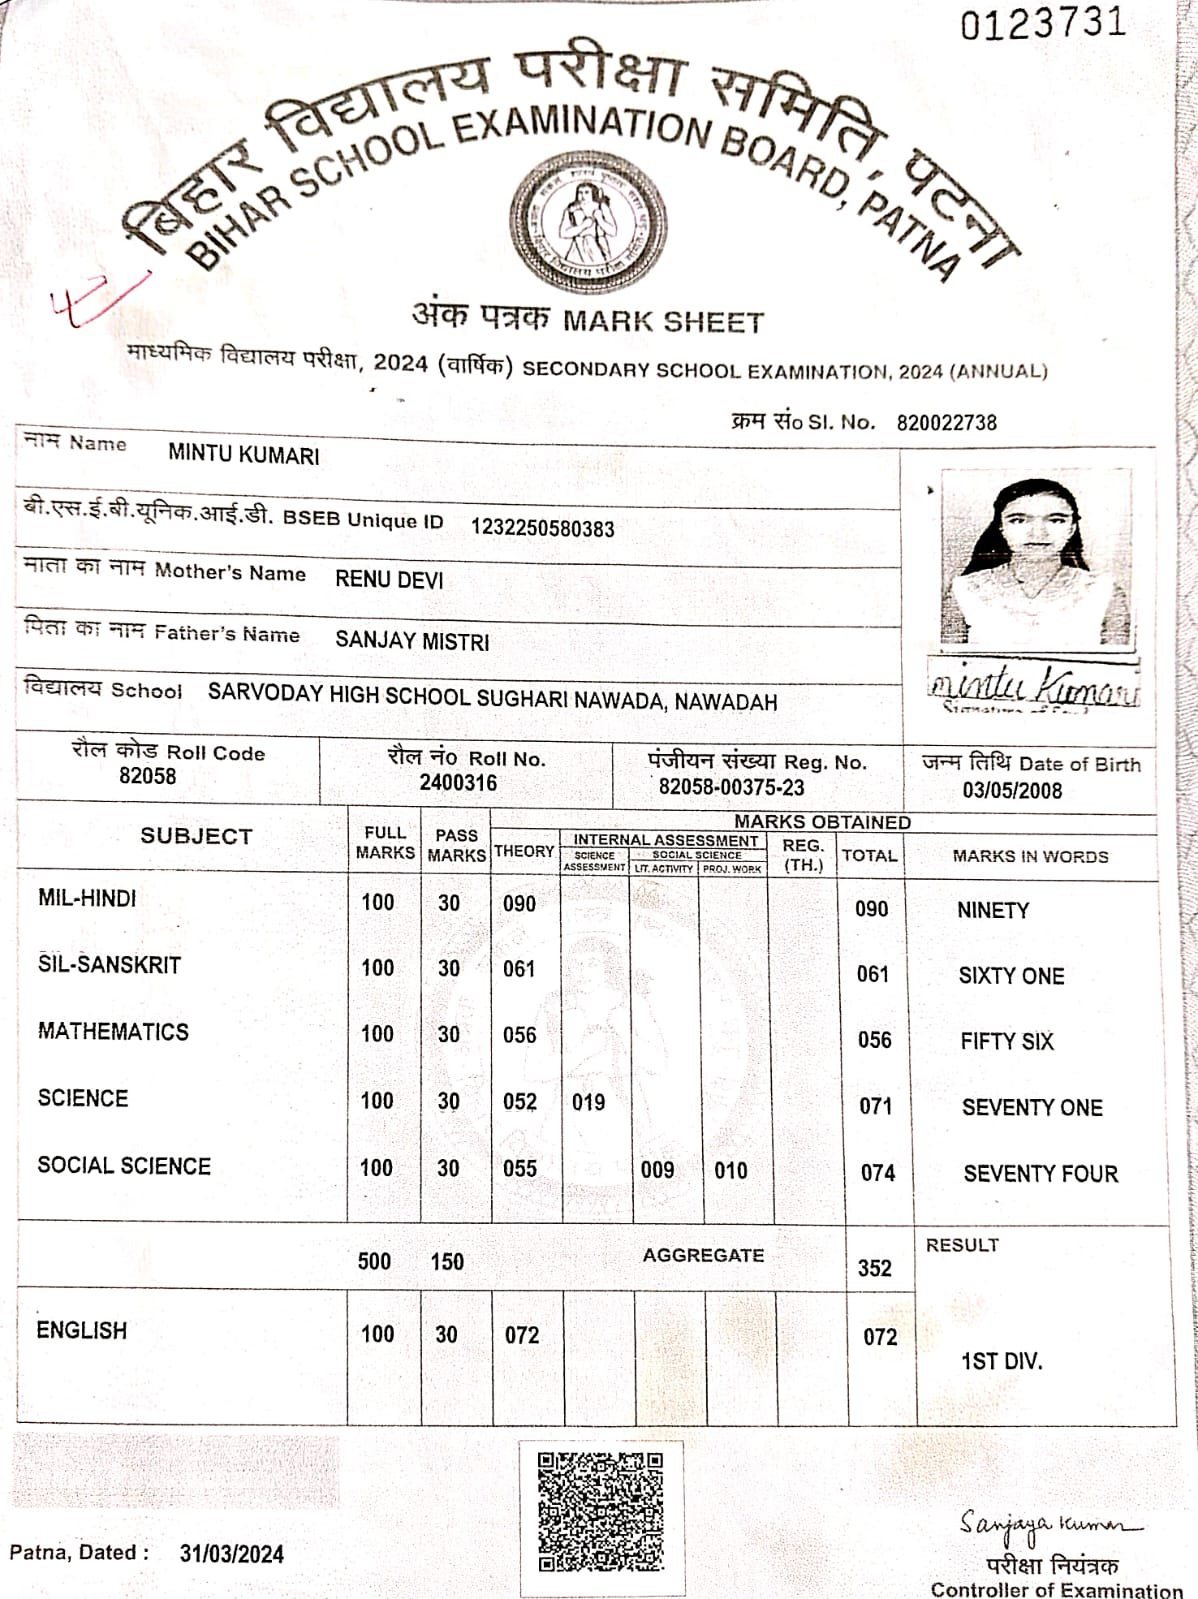 0123731
बिहार विद्यालय परीक्षा समिति, पटना
BIHAR SCHOOL EXAMINATION BOARD, PATNA
अंक पत्रक MARK SHEET
माध्यमिक विद्यालय परीक्षा, 2024 (वार्षिक) SECONDARY SCHOOL EXAMINATION, 2024 (ANNUAL)
क्रम सं० Sl. No. 820022738
नाम Name MINTU KUMARI
बी.एस.ई.बी.यूनिक.आई.डी. BSEB Unique ID 1232250580383
माता का नाम Mother's Name RENU DEVI
पिता का नाम Father's Name SANJAY MISTRI
mintu Kumari
विद्यालय School SARVODAY HIGH SCHOOL SUGHARI NAWADA, NAWADAH
रौल कोड Roll Code रौल नं० Roll No. पंजीयन संख्या Reg. No. जन्म तिथि Date of Birth
82058 2400316 82058-00375-23 03/05/2008
MARKS OBTAINED
SUBJECT FULL MARKS PASS MARKS THEORY INTERNAL ASSESSMENT REG. (TH.) TOTAL MARKS IN WORDS
SCIENCE ASSESSMENT SOCIAL SCIENCE
LIT. ACTIVITY PROJ. WORK
MIL-HINDI 100 30 090 090 NINETY
SIL-SANSKRIT 100 30 061 061 SIXTY ONE
MATHEMATICS 100 30 056 056 FIFTY SIX
SCIENCE 100 30 052 019 071 SEVENTY ONE
SOCIAL SCIENCE 100 30 055 009 010 074 SEVENTY FOUR
500 150 AGGREGATE 352 RESULT
ENGLISH 100 30 072 072
1ST DIV.
Sanjaya Kumar
Patna, Dated : 31/03/2024
परीक्षा नियंत्रक
Controller of Examination